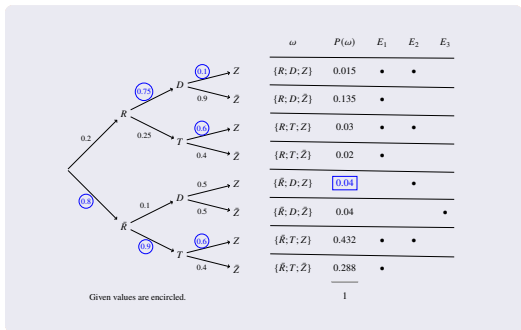 ω P(ω) E₁ E₂ E₃
0.1 Z {R; D; Z} 0.015 • •
0.75 D
0.9 Z̄ {R; D; Z̄} 0.135 •
R
0.2 0.6 Z {R; T; Z} 0.03 • •
0.25 T
0.4 Z̄ {R; T; Z̄} 0.02 •
0.5 Z {R̄; D, Z} 0.04 •
0.8 0.1 D
0.5 Z̄ {R̄; D; Z̄} 0.04 •
R̄
0.9 0.6 Z {R̄; T; Z} 0.432 • •
T
0.4 Z̄ {R̄; T; Z̄} 0.288 •
Given values are encircled. 1